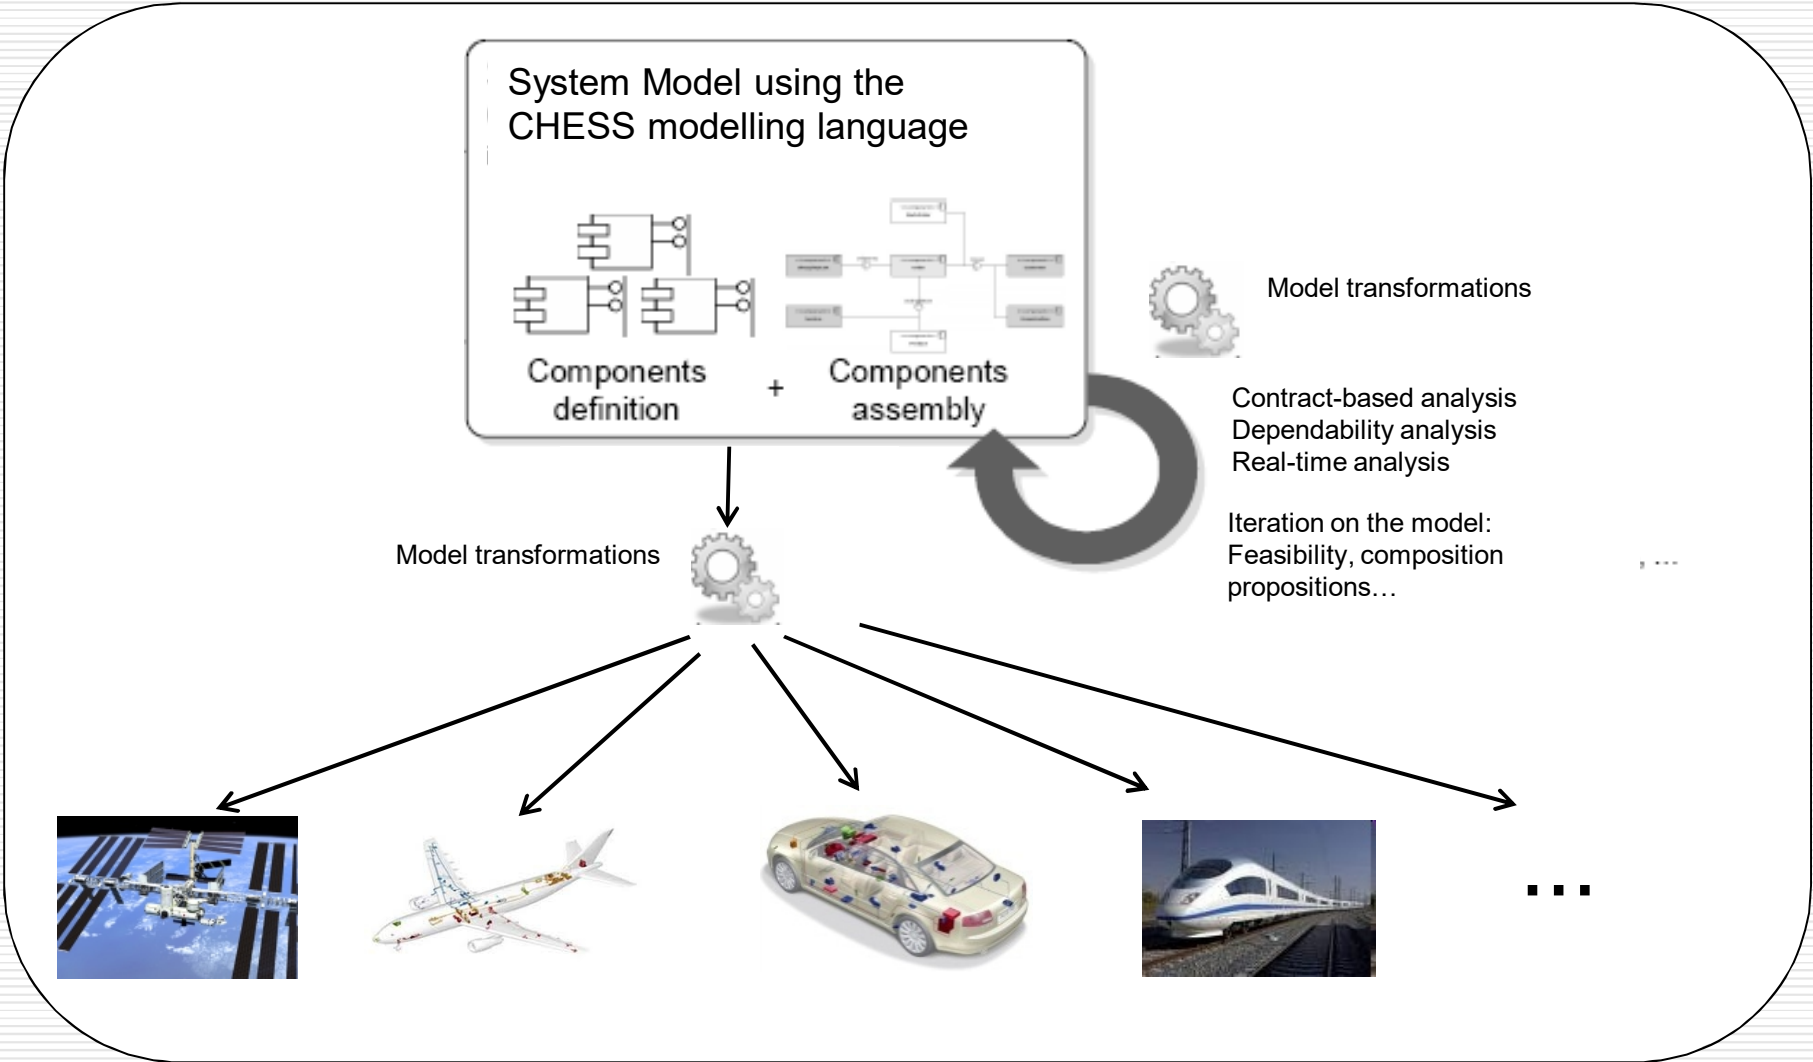 System Model using the
CHESS modelling language
Components
definition
+
Components
assembly
Model transformations
Contract-based analysis
Dependability analysis
Real-time analysis
Iteration on the model:
Feasibility, composition
propositions…
, ...
Model transformations
...